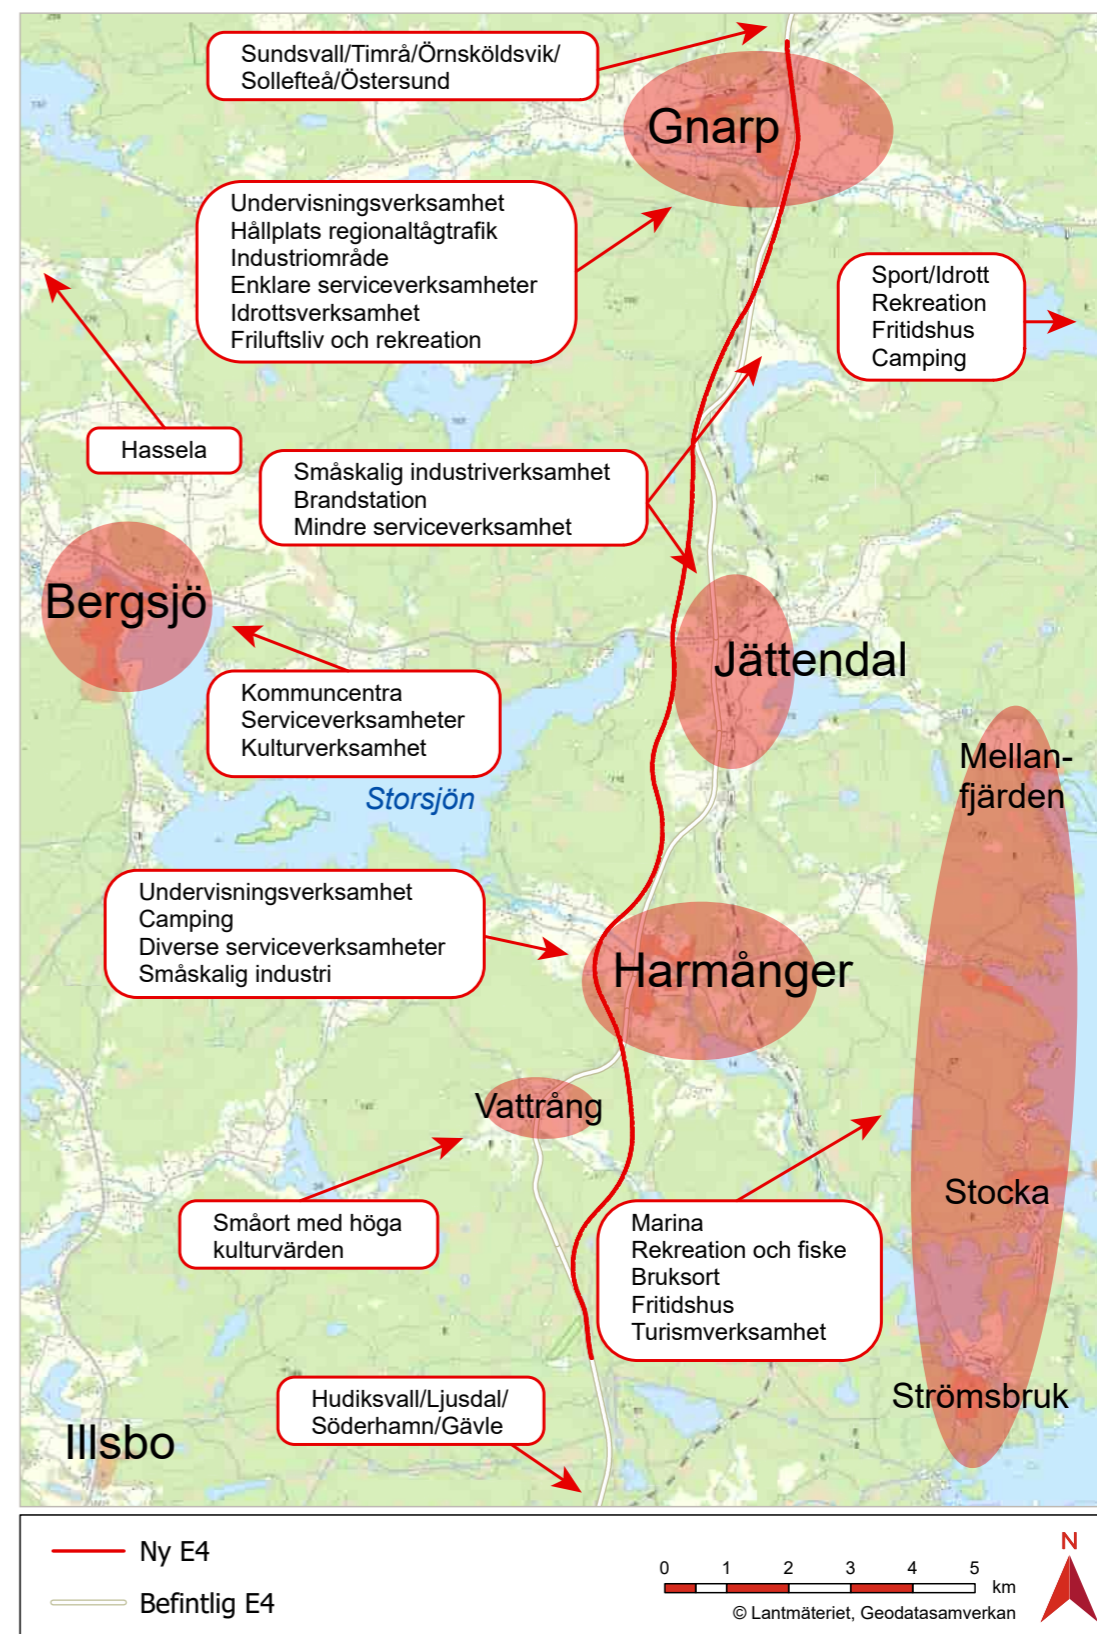 Sundsvall/Timrå/Örnsköldsvik/
Sollefteå/Östersund
Gnarp
Undervisningsverksamhet
Hållplats regionaltågtrafik
Industriområde
Enklare serviceverksamheter
Idrottsverksamhet
Friluftsliv och rekreation
Sport/Idrott
Rekreation
Fritidshus
Camping
Hassela
Småskalig industriverksamhet
Brandstation
Mindre serviceverksamhet
Bergsjö
Jättendal
Kommuncentra
Serviceverksamheter
Kulturverksamhet
Storsjön
Mellan-
fjärden
Undervisningsverksamhet
Camping
Diverse serviceverksamheter
Småskalig industri
Harmånger
Vattrång
Stocka
Småort med höga
kulturvärden
Marina
Rekreation och fiske
Bruksort
Fritidshus
Turismverksamhet
Strömsbruk
Hudiksvall/Ljusdal/
Söderhamn/Gävle
Illsbo
Ny E4
Befintlig E4
0 1 2 3 4 5
km
© Lantmäteriet, Geodatasamverkan
N